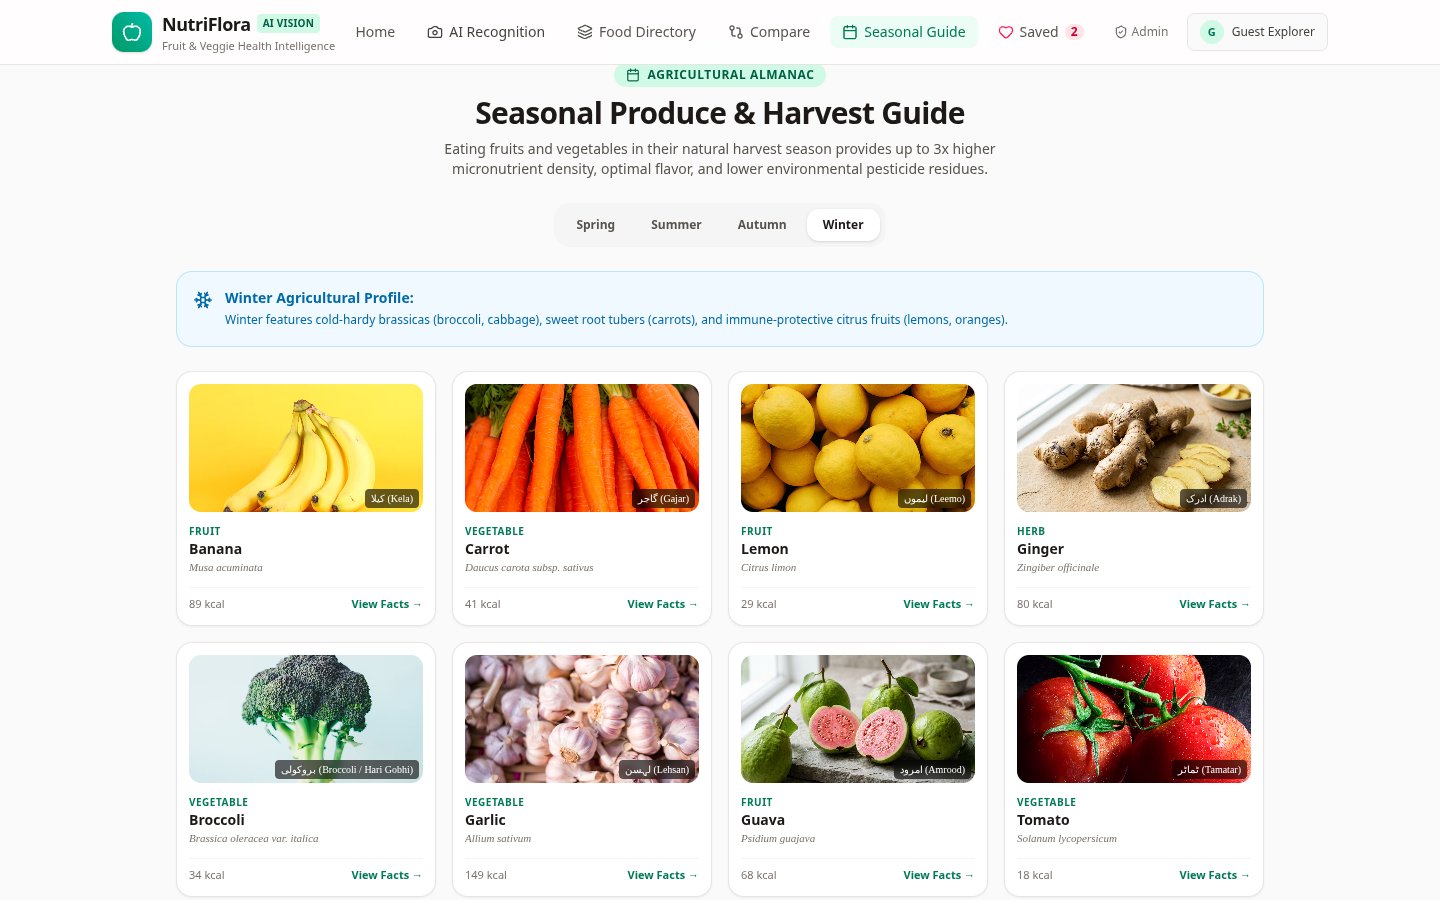 NutriFlora AI VISION
Fruit & Veggie Health Intelligence
Home
AI Recognition
Food Directory
Compare
Seasonal Guide
Saved 2
Admin
G Guest Explorer
AGRICULTURAL ALMANAC
Seasonal Produce & Harvest Guide
Eating fruits and vegetables in their natural harvest season provides up to 3x higher
micronutrient density, optimal flavor, and lower environmental pesticide residues.
Spring
Summer
Autumn
Winter
Winter Agricultural Profile:
Winter features cold-hardy brassicas (broccoli, cabbage), sweet root tubers (carrots), and immune-protective citrus fruits (lemons, oranges).
کیلا (Kela)
FRUIT
Banana
Musa acuminata
89 kcal
View Facts →
گاجر (Gajar)
VEGETABLE
Carrot
Daucus carota subsp. sativus
41 kcal
View Facts →
لیموں (Leemo)
FRUIT
Lemon
Citrus limon
29 kcal
View Facts →
ادرک (Adrak)
HERB
Ginger
Zingiber officinale
80 kcal
View Facts →
بروکولی (Broccoli / Hari Gobhi)
VEGETABLE
Broccoli
Brassica oleracea var. italica
34 kcal
View Facts →
لہسن (Lehsan)
VEGETABLE
Garlic
Allium sativum
149 kcal
View Facts →
امرود (Amrood)
FRUIT
Guava
Psidium guajava
68 kcal
View Facts →
ٹماٹر (Tamatar)
VEGETABLE
Tomato
Solanum lycopersicum
18 kcal
View Facts →